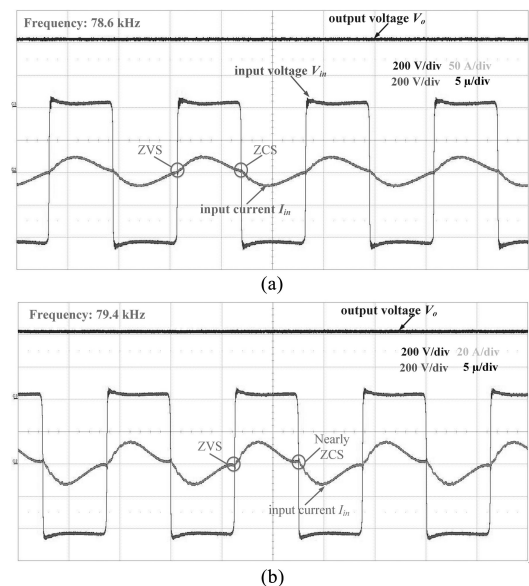 Frequency: 78.6 kHz
output voltage Vo
200 V/div 50 A/div
200 V/div 5 μ/div
input voltage Vin
ZVS
ZCS
input current Iin
(a)
Frequency: 79.4 kHz
output voltage Vo
200 V/div 20 A/div
200 V/div 5 μ/div
ZVS
Nearly
ZCS
input current Iin
(b)